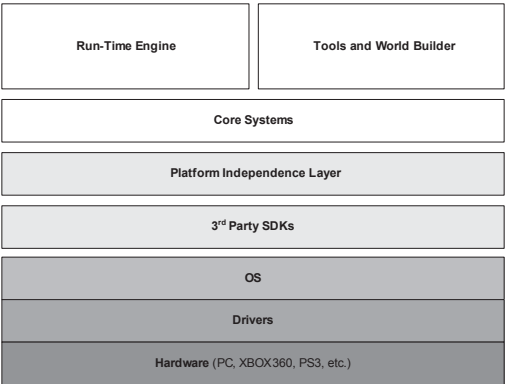 Run-Time Engine
Tools and World Builder
Core Systems
Platform Independence Layer
3rd Party SDKs
OS
Drivers
Hardware (PC, XBOX360, PS3, etc.)